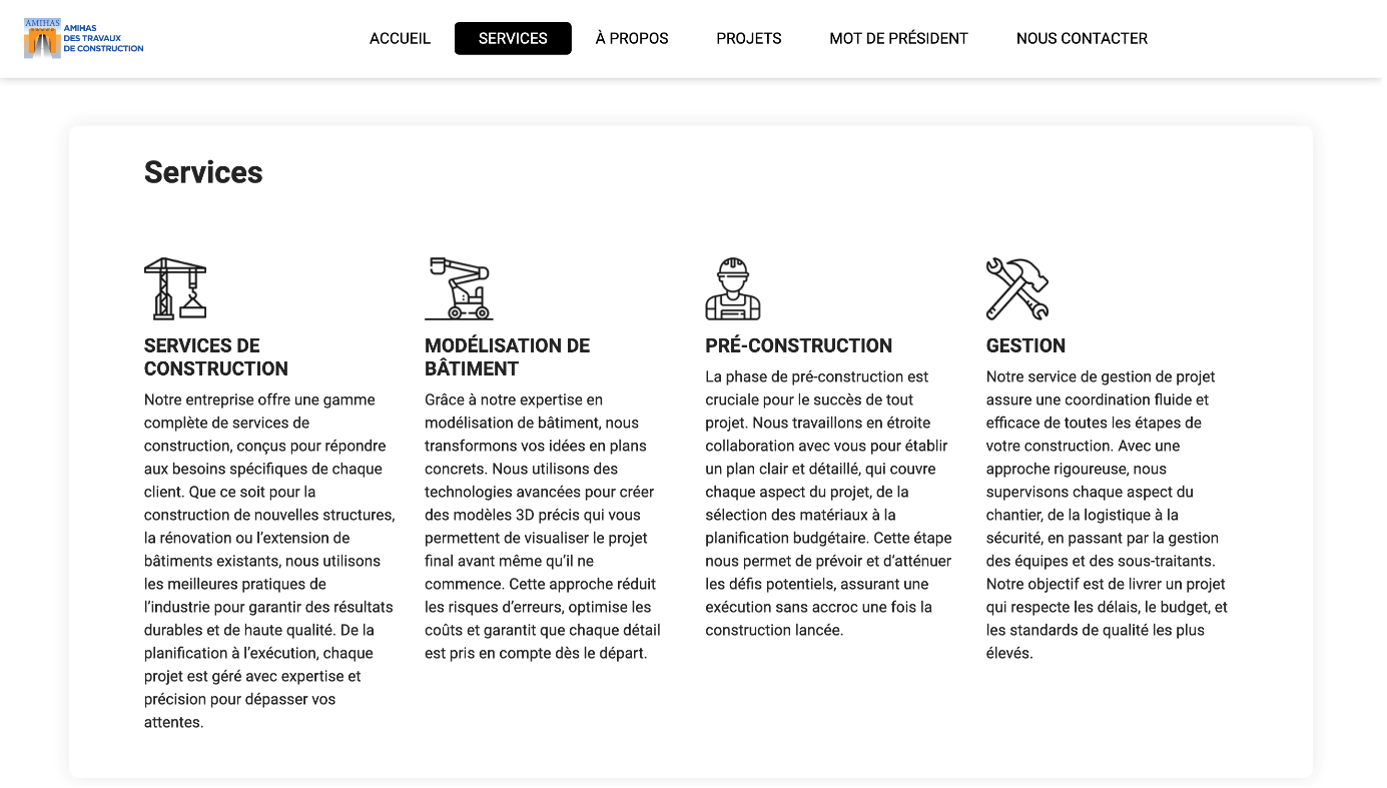 AMIHAS
AMIHAS
DES TRAVAUX
DE CONSTRUCTION
ACCUEIL
SERVICES
À PROPOS
PROJETS
MOT DE PRÉSIDENT
NOUS CONTACTER
Services
SERVICES DE
CONSTRUCTION
Notre entreprise offre une gamme
complète de services de
construction, conçus pour répondre
aux besoins spécifiques de chaque
client. Que ce soit pour la
construction de nouvelles structures,
la rénovation ou l’extension de
bâtiments existants, nous utilisons
les meilleures pratiques de
l’industrie pour garantir des résultats
durables et de haute qualité. De la
planification à l’exécution, chaque
projet est géré avec expertise et
précision pour dépasser vos
attentes.
MODÉLISATION DE
BÂTIMENT
Grâce à notre expertise en
modélisation de bâtiment, nous
transformons vos idées en plans
concrets. Nous utilisons des
technologies avancées pour créer
des modèles 3D précis qui vous
permettent de visualiser le projet
final avant même qu’il ne
commence. Cette approche réduit
les risques d’erreurs, optimise les
coûts et garantit que chaque détail
est pris en compte dès le départ.
PRÉ-CONSTRUCTION
La phase de pré-construction est
cruciale pour le succès de tout
projet. Nous travaillons en étroite
collaboration avec vous pour établir
un plan clair et détaillé, qui couvre
chaque aspect du projet, de la
sélection des matériaux à la
planification budgétaire. Cette étape
nous permet de prévoir et d’atténuer
les défis potentiels, assurant une
exécution sans accroc une fois la
construction lancée.
GESTION
Notre service de gestion de projet
assure une coordination fluide et
efficace de toutes les étapes de
votre construction. Avec une
approche rigoureuse, nous
supervisons chaque aspect du
chantier, de la logistique à la
sécurité, en passant par la gestion
des équipes et des sous-traitants.
Notre objectif est de livrer un projet
qui respecte les délais, le budget, et
les standards de qualité les plus
élevés.